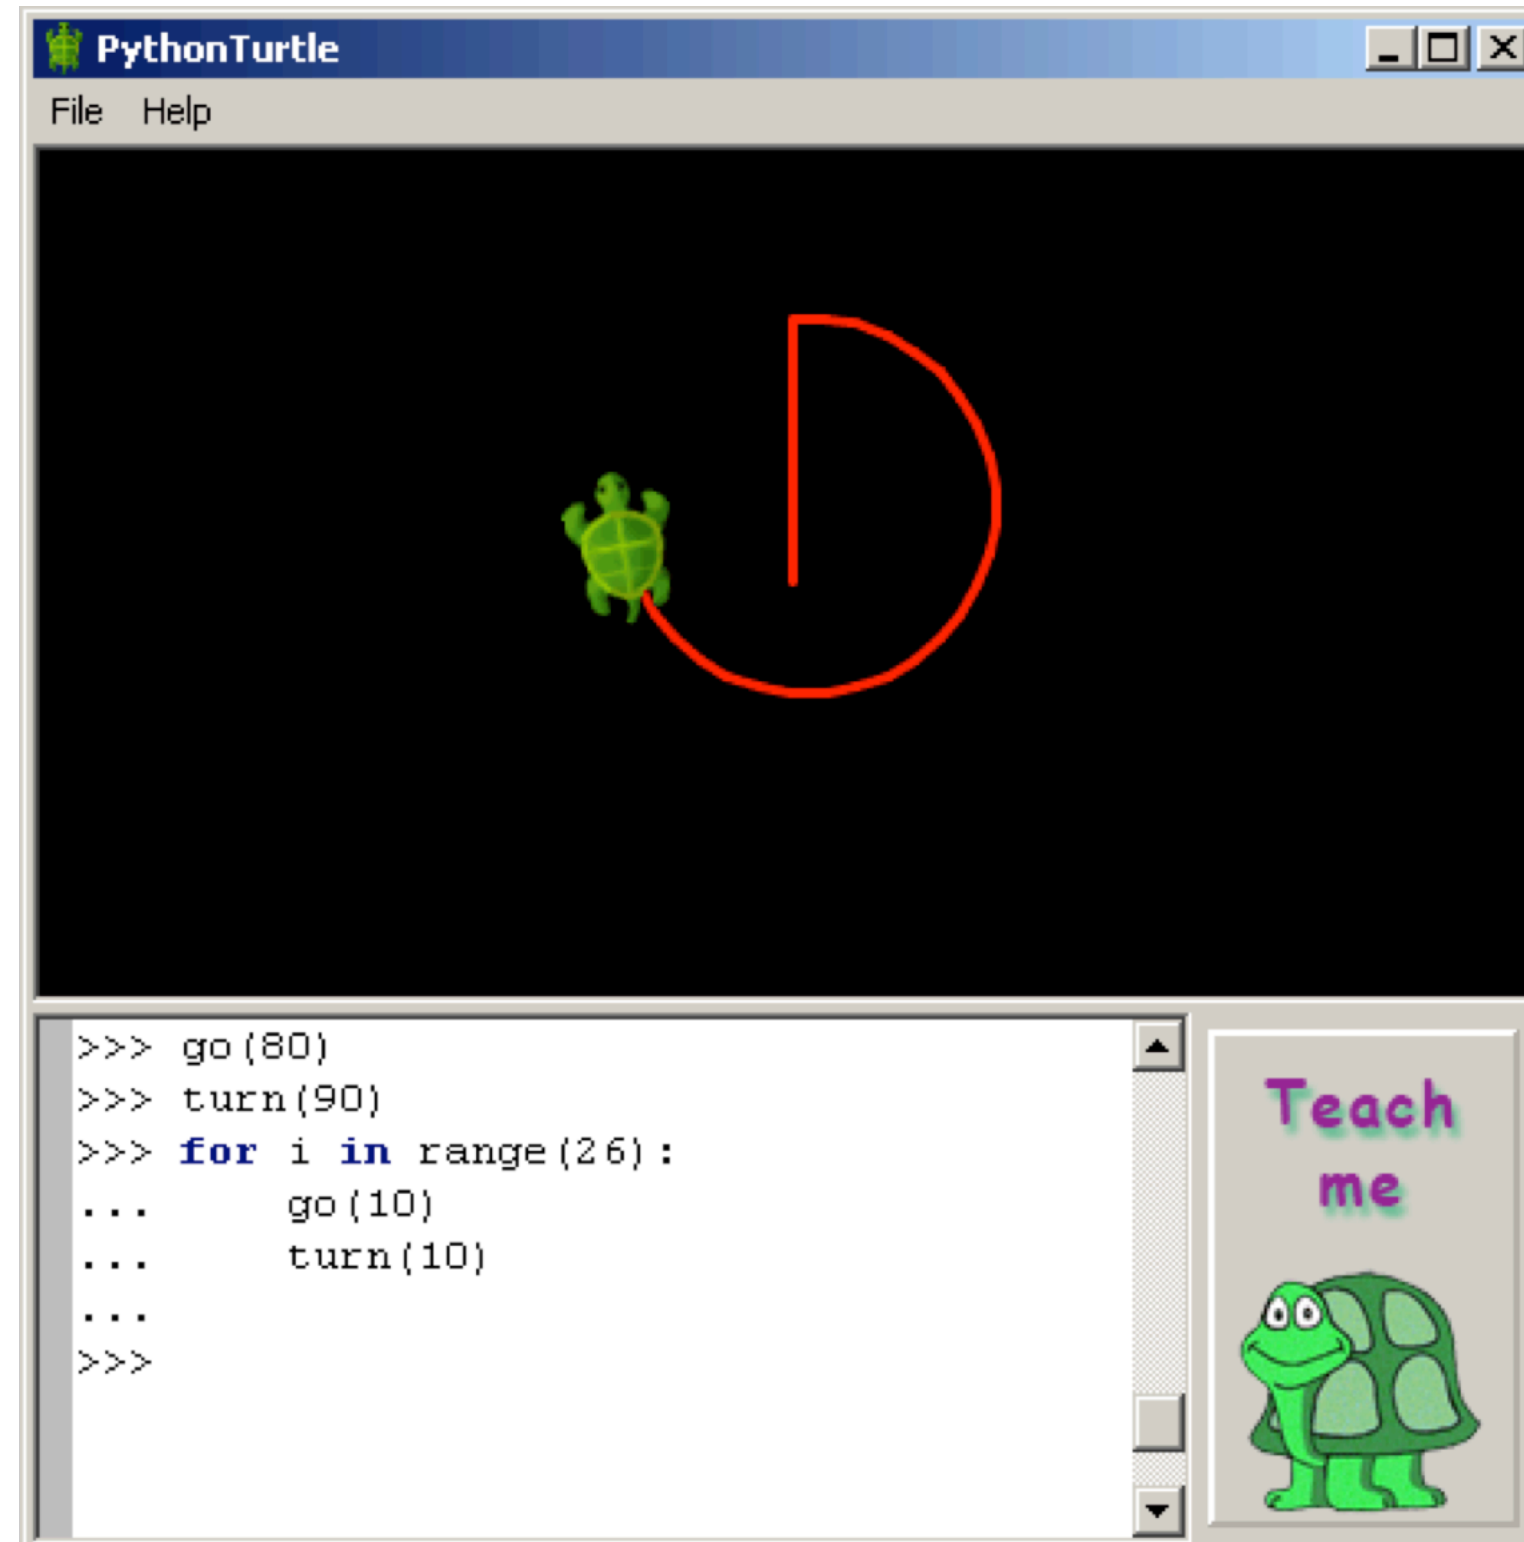 PythonTurtle
File Help
>>> go(80)
>>> turn(90)
>>> for i in range(26):
...     go(10)
...     turn(10)
...
>>>
Teach
me